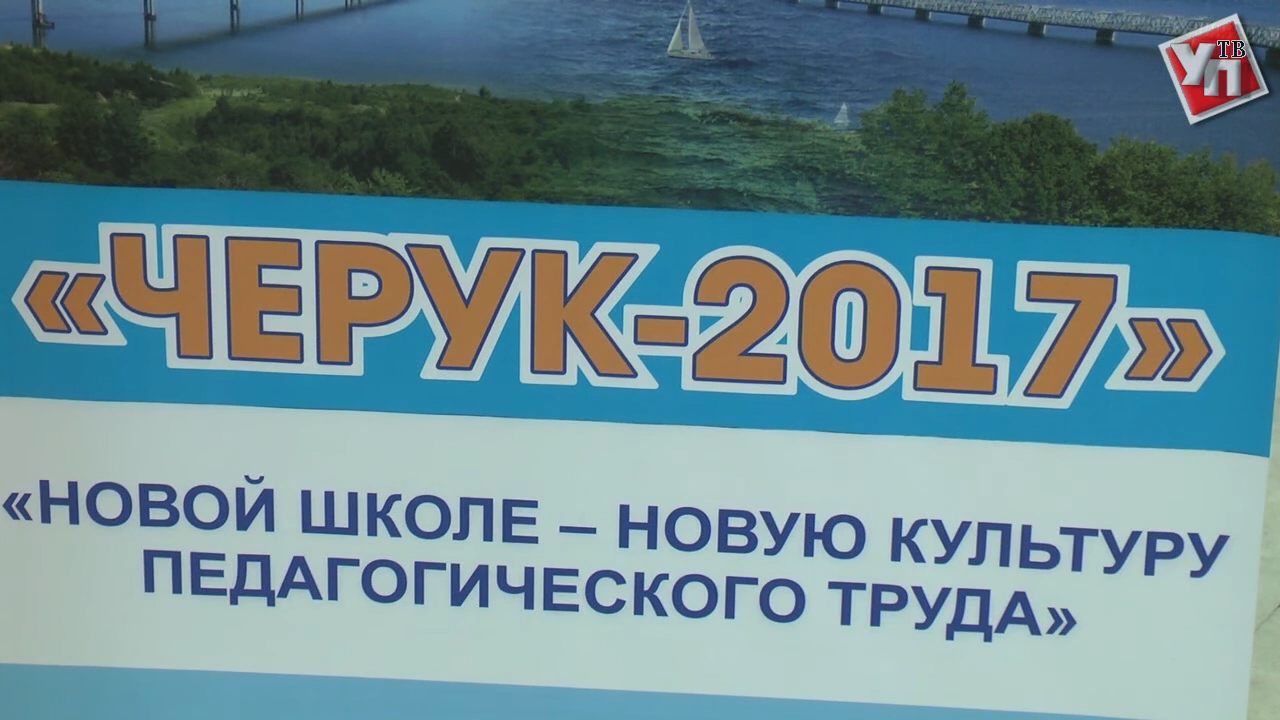 УП ТВ
«ЧЕРУК-2017»
«НОВОЙ ШКОЛЕ – НОВУЮ КУЛЬТУРУ
ПЕДАГОГИЧЕСКОГО ТРУДА»